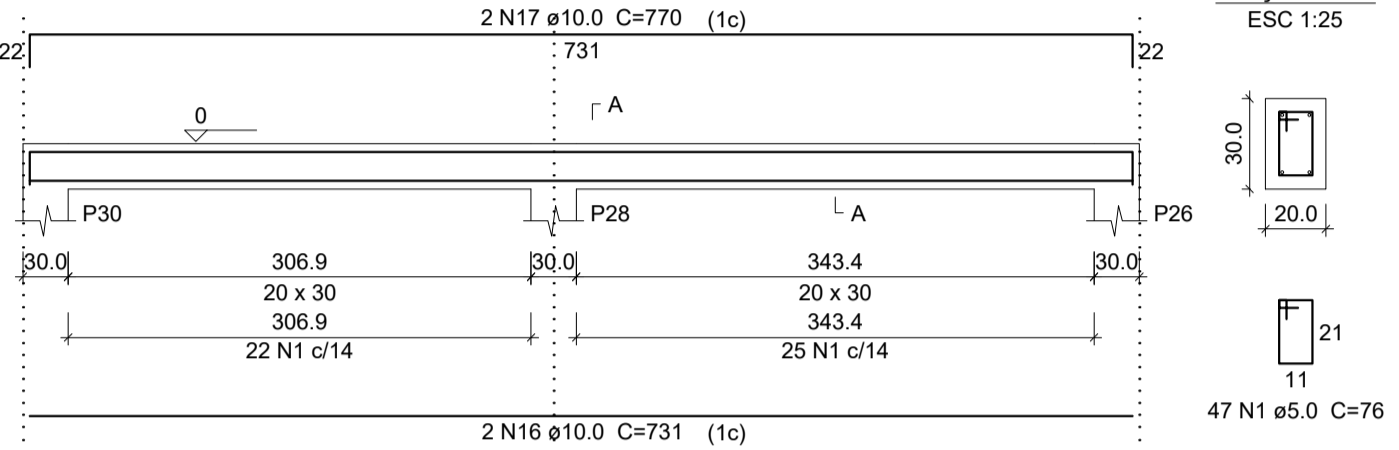 2 N17 ø10.0 C=770 (1c)
ESC 1:25
22
731
22
A
0
30.0
P30
P28
A
P26
20.0
30.0
306.9
30.0
343.4
30.0
20 x 30
20 x 30
306.9
343.4
22 N1 c/14
25 N1 c/14
21
11
47 N1 ø5.0 C=76
2 N16 ø10.0 C=731 (1c)